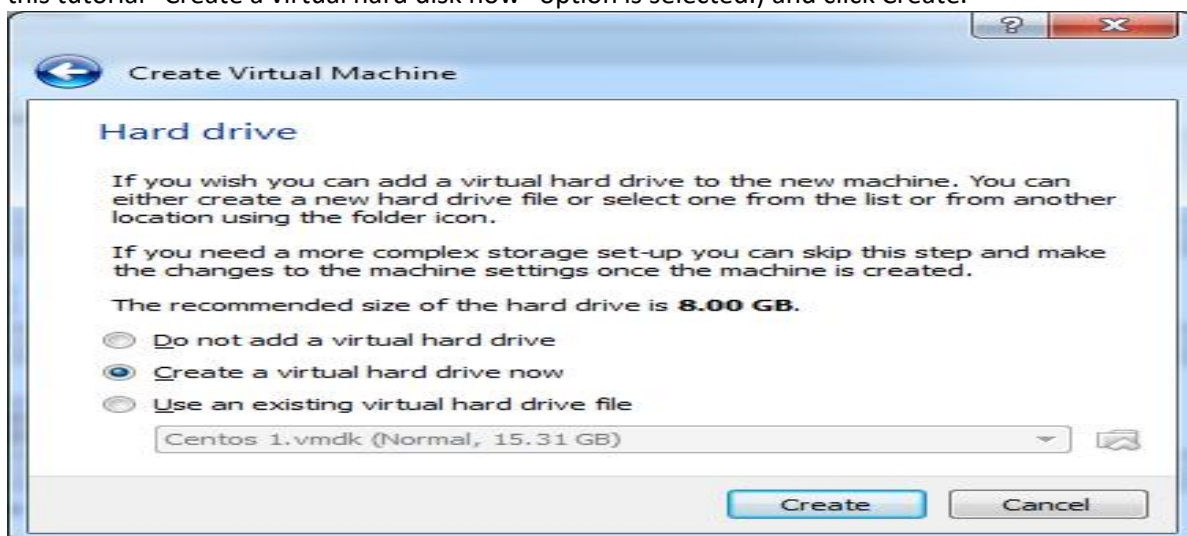 this tutorial "Create a virtual hard disk now" option is selected.) and click Create.
Create Virtual Machine
Hard drive
If you wish you can add a virtual hard drive to the new machine. You can
either create a new hard drive file or select one from the list or from another
location using the folder icon.
If you need a more complex storage set-up you can skip this step and make
the changes to the machine settings once the machine is created.
The recommended size of the hard drive is 8.00 GB.
Do not add a virtual hard drive
Create a virtual hard drive now
Use an existing virtual hard drive file
Centos 1.vmdk (Normal, 15.31 GB)
Create Cancel